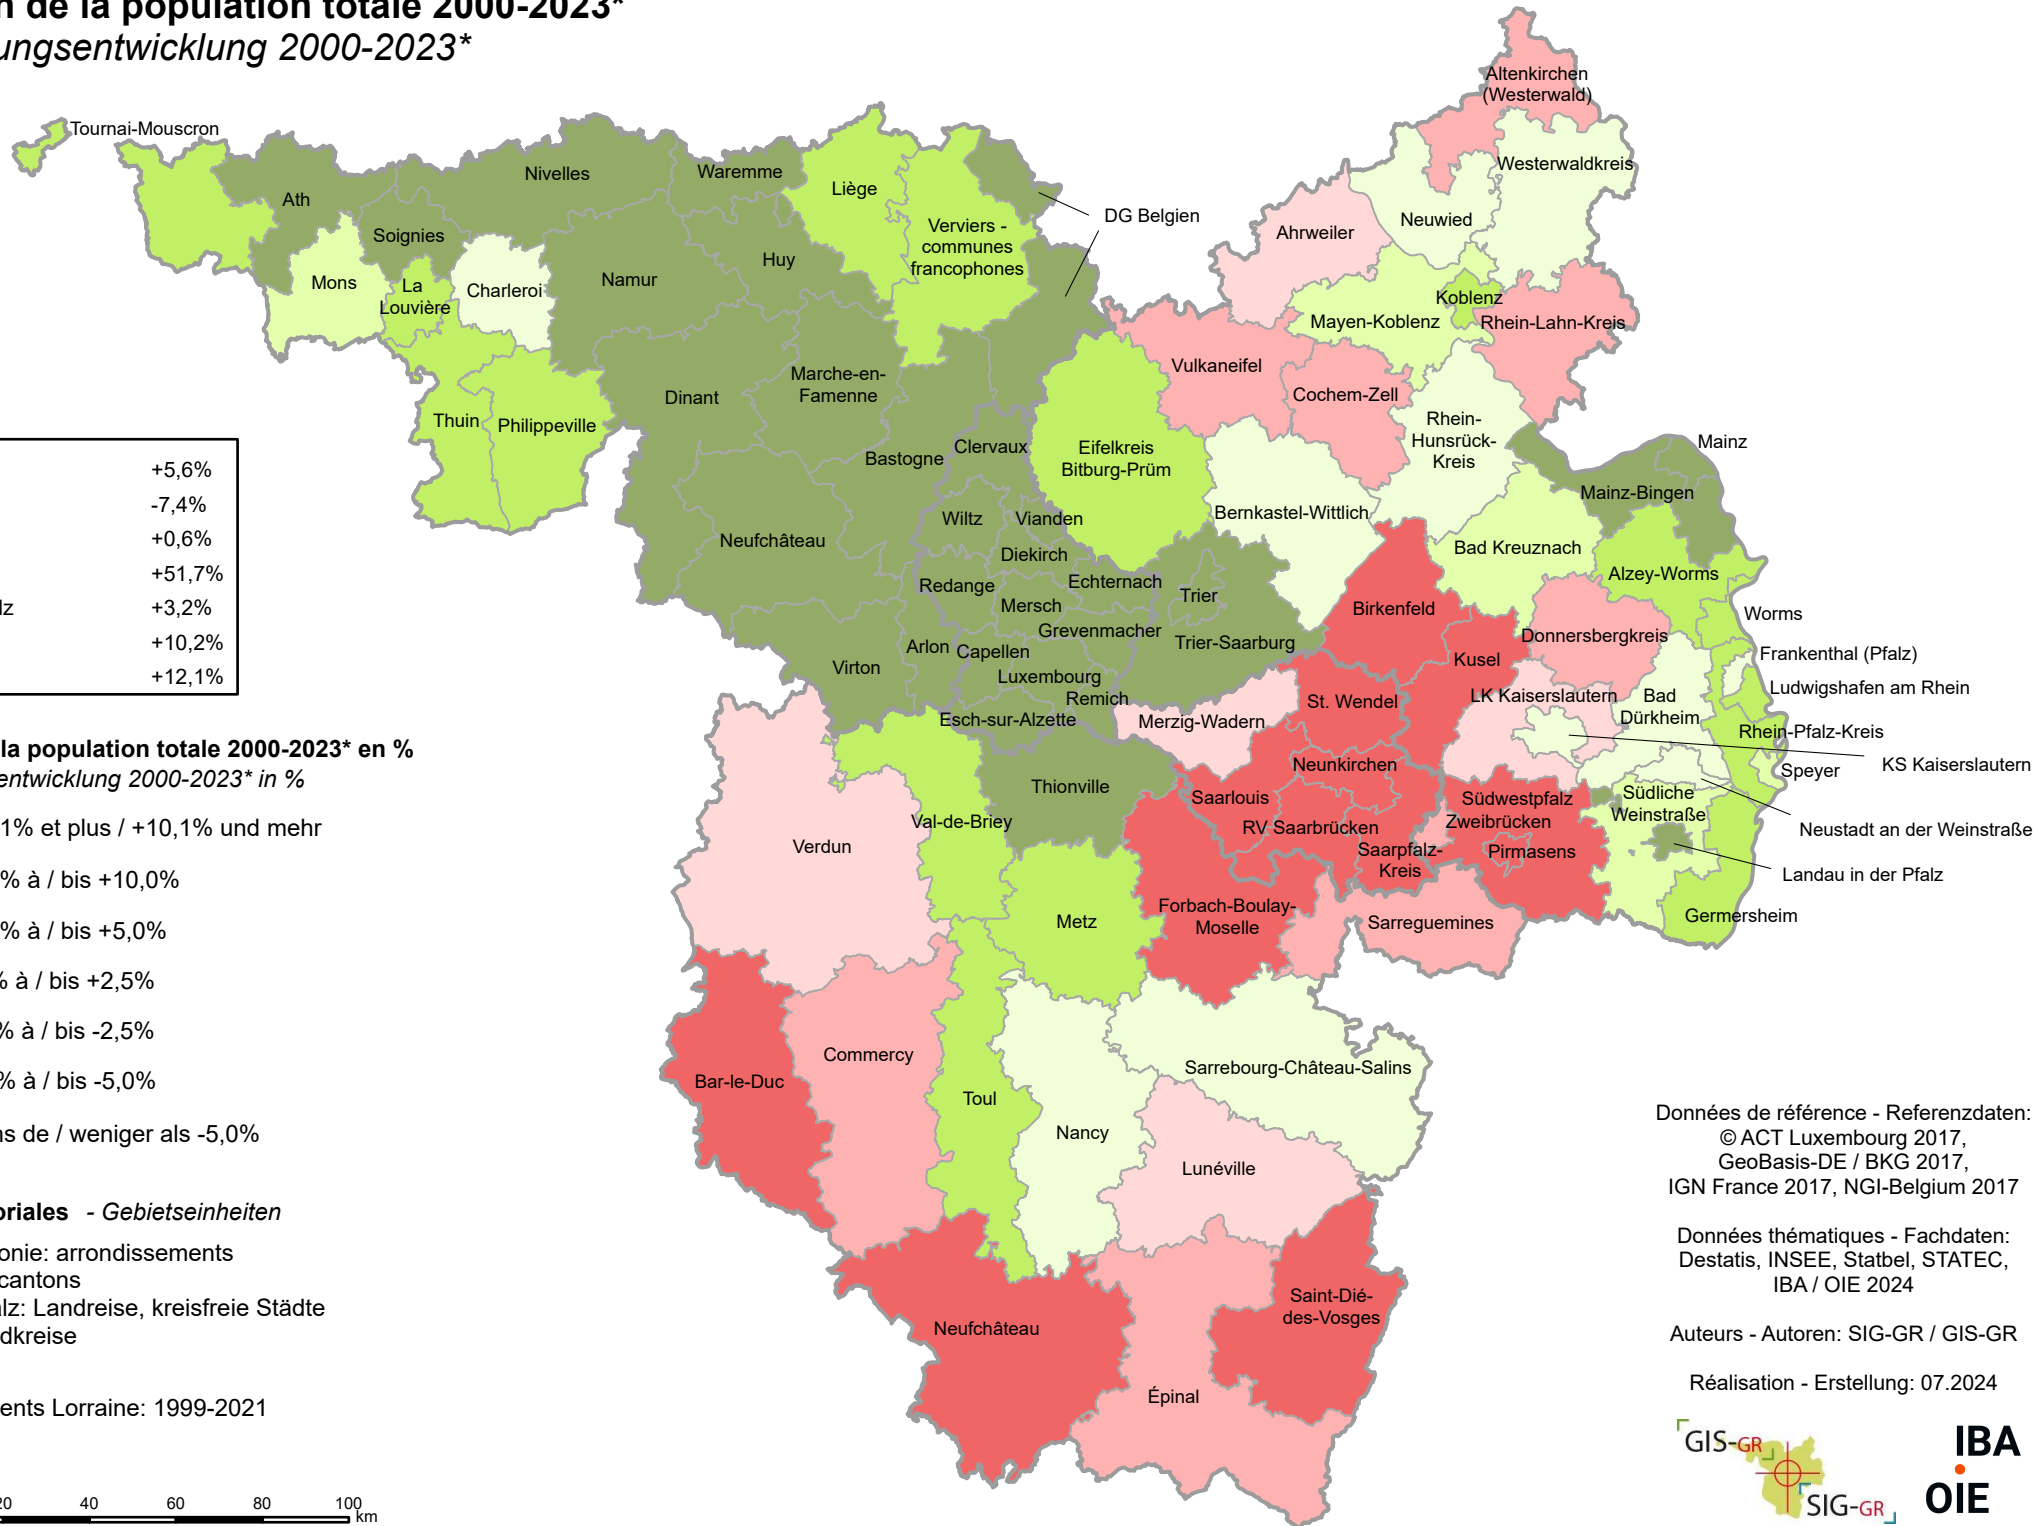 n de la population totale 2000-2023*
ungsentwicklung 2000-2023*
Tournai-Mouscron
Ath
Nivelles
Waremme
Liège
Soignies
Mons
La
Louvière
Charleroi
Namur
Huy
Verviers -
communes
francophones
DG Belgien
Altenkirchen
(Westerwald)
Westerwaldkreis
Neuwied
Ahrweiler
Koblenz
Mayen-Koblenz
Rhein-Lahn-Kreis
Vulkaneifel
Cochem-Zell
Rhein-
Hunsrück-
Kreis
Dinant
Marche-en-
Famenne
Thuin
Philippeville
Bastogne
Clervaux
Eifelkreis
Bitburg-Prüm
Bernkastel-Wittlich
Mainz
Mainz-Bingen
Bad Kreuznach
Alzey-Worms
Worms
Wiltz
Vianden
Neufchâteau
Diekirch
Redange
Echternach
Mersch
Trier
Grevenmacher
Trier-Saarburg
Arlon
Capellen
Virton
Luxembourg
Remich
Esch-sur-Alzette
Birkenfeld
Kusel
Donnersbergkreis
Frankenthal (Pfalz)
Ludwigshafen am Rhein
LK Kaiserslautern
Bad
Dürkheim
Rhein-Pfalz-Kreis
KS Kaiserslautern
Speyer
Merzig-Wadern
St. Wendel
Neunkirchen
Saarlouis
RV Saarbrücken
Saarpfalz-
Kreis
Südwestpfalz
Zweibrücken
Pirmasens
Südliche
Weinstraße
Neustadt an der Weinstraße
Landau in der Pfalz
Germersheim
Thionville
Val-de-Briey
Verdun
Metz
Forbach-Boulay-
Moselle
Sarreguemines
Commercy
Bar-le-Duc
Toul
Nancy
Sarrebourg-Château-Salins
Lunéville
Neufchâteau
Épinal
Saint-Dié-
des-Vosges
+5,6%
-7,4%
+0,6%
+51,7%
lz +3,2%
+10,2%
+12,1%
la population totale 2000-2023* en %
entwicklung 2000-2023* in %
1% et plus / +10,1% und mehr
% à / bis +10,0%
% à / bis +5,0%
% à / bis +2,5%
% à / bis -2,5%
% à / bis -5,0%
ns de / weniger als -5,0%
oriales - Gebietseinheiten
onie: arrondissements
cantons
alz: Landreise, kreisfreie Städte
dkreise
ents Lorraine: 1999-2021
20 40 60 80 100
km
Données de référence - Referenzdaten:
© ACT Luxembourg 2017,
GeoBasis-DE / BKG 2017,
IGN France 2017, NGI-Belgium 2017
Données thématiques - Fachdaten:
Destatis, INSEE, Statbel, STATEC,
IBA / OIE 2024
Auteurs - Autoren: SIG-GR / GIS-GR
Réalisation - Erstellung: 07.2024
GIS-GR
SIG-GR
IBA
OIE